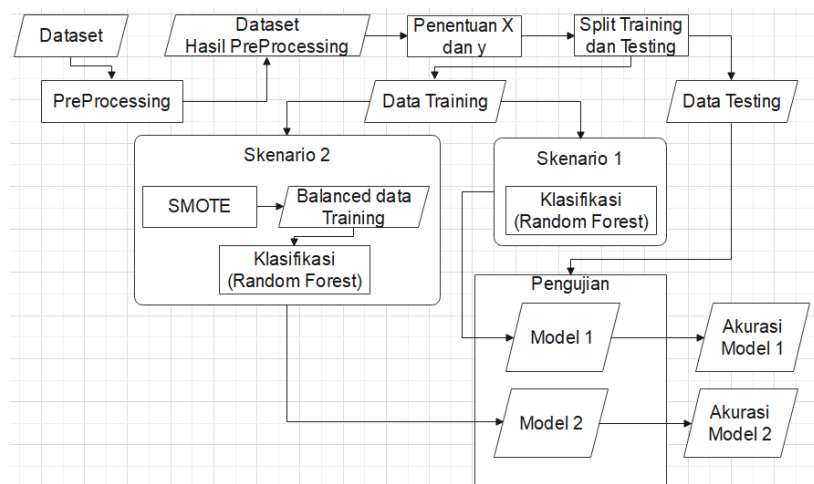 Dataset
Dataset
Hasil PreProcessing
Penentuan X
dan y
Split Training
dan Testing
PreProcessing
Data Training
Data Testing
Skenario 2
SMOTE
Balanced data
Training
Klasifikasi
(Random Forest)
Skenario 1
Klasifikasi
(Random Forest)
Pengujian
Model 1
Akurasi
Model 1
Model 2
Akurasi
Model 2